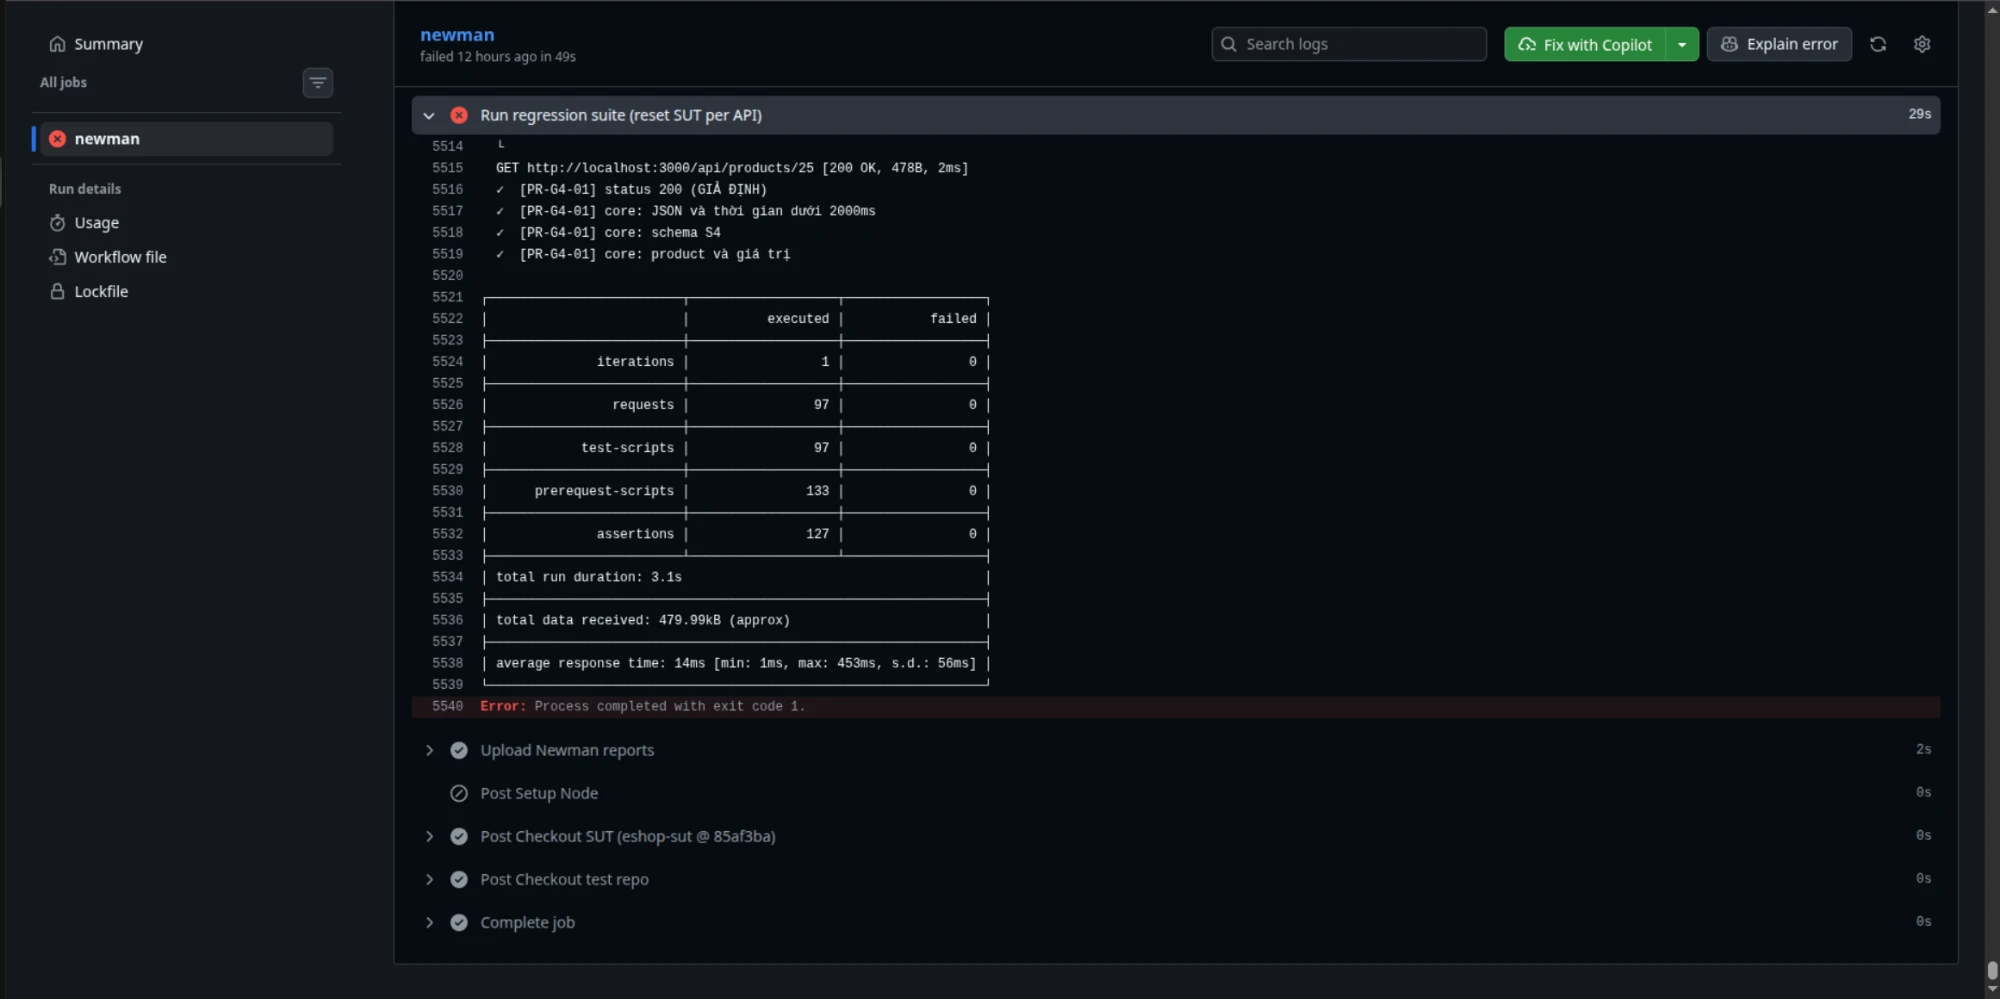 Summary
All jobs
newman
Run details
Usage
Workflow file
Lockfile
newman
failed 12 hours ago in 49s
Search logs
Fix with Copilot
Explain error
Run regression suite (reset SUT per API)
29s
5514 └
5515 GET http://localhost:3000/api/products/25 [200 OK, 478B, 2ms]
5516 ✓ [PR-G4-01] status 200 (GIẢ ĐỊNH)
5517 ✓ [PR-G4-01] core: JSON và thời gian dưới 2000ms
5518 ✓ [PR-G4-01] core: schema S4
5519 ✓ [PR-G4-01] core: product và giá trị
5520
5521
5522 executed failed
5523
5524 iterations 1 0
5525
5526 requests 97 0
5527
5528 test-scripts 97 0
5529
5530 prerequest-scripts 133 0
5531
5532 assertions 127 0
5533
5534 total run duration: 3.1s
5535
5536 total data received: 479.99kB (approx)
5537
5538 average response time: 14ms [min: 1ms, max: 453ms, s.d.: 56ms]
5539
5540 Error: Process completed with exit code 1.
Upload Newman reports 2s
Post Setup Node 0s
Post Checkout SUT (eshop-sut @ 85af3ba) 0s
Post Checkout test repo 0s
Complete job 0s